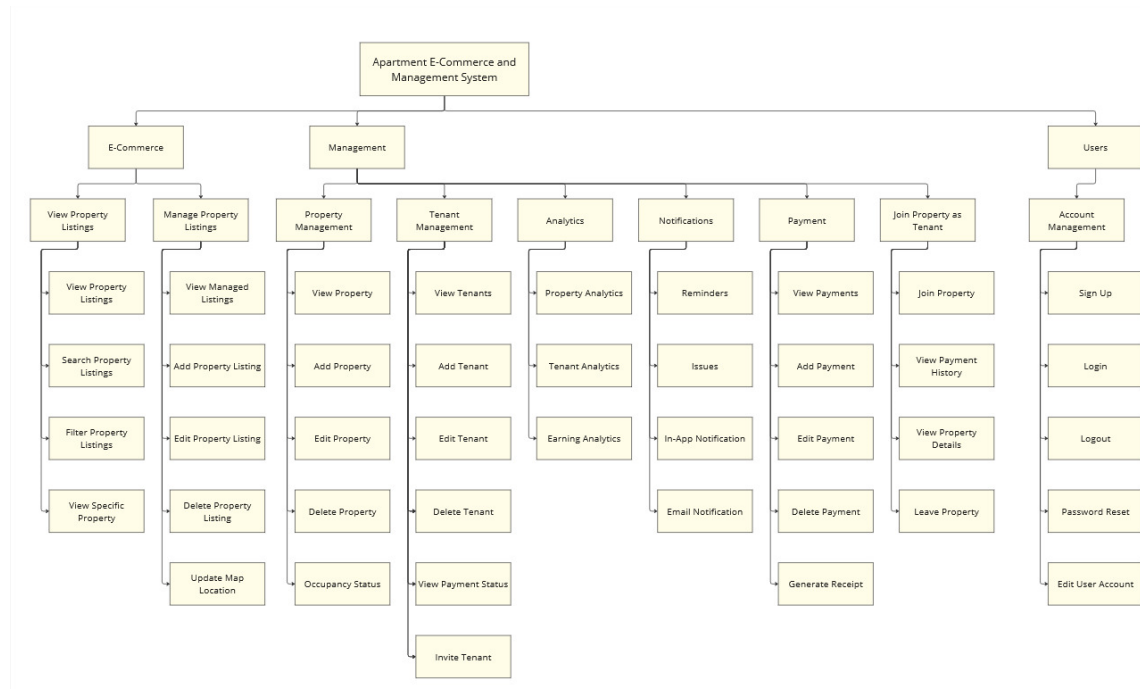 Apartment E-Commerce and
Management System
E-Commerce
Management
Users
View Property
Listings
Manage Property
Listings
Property
Management
Tenant
Management
Analytics
Notifications
Payment
Join Property as
Tenant
Account
Management
View Property
Listings
View Managed
Listings
View Property
View Tenants
Property Analytics
Reminders
View Payments
Join Property
Sign Up
Search Property
Listings
Add Property Listing
Add Property
Add Tenant
Tenant Analytics
Issues
Add Payment
View Payment
History
Login
Filter Property
Listings
Edit Property Listing
Edit Property
Edit Tenant
Earning Analytics
In-App Notification
Edit Payment
View Property
Details
Logout
View Specific
Property
Delete Property
Listing
Delete Property
Delete Tenant
Email Notification
Delete Payment
Leave Property
Password Reset
Update Map
Location
Occupancy Status
View Payment Status
Generate Receipt
Edit User Account
Invite Tenant